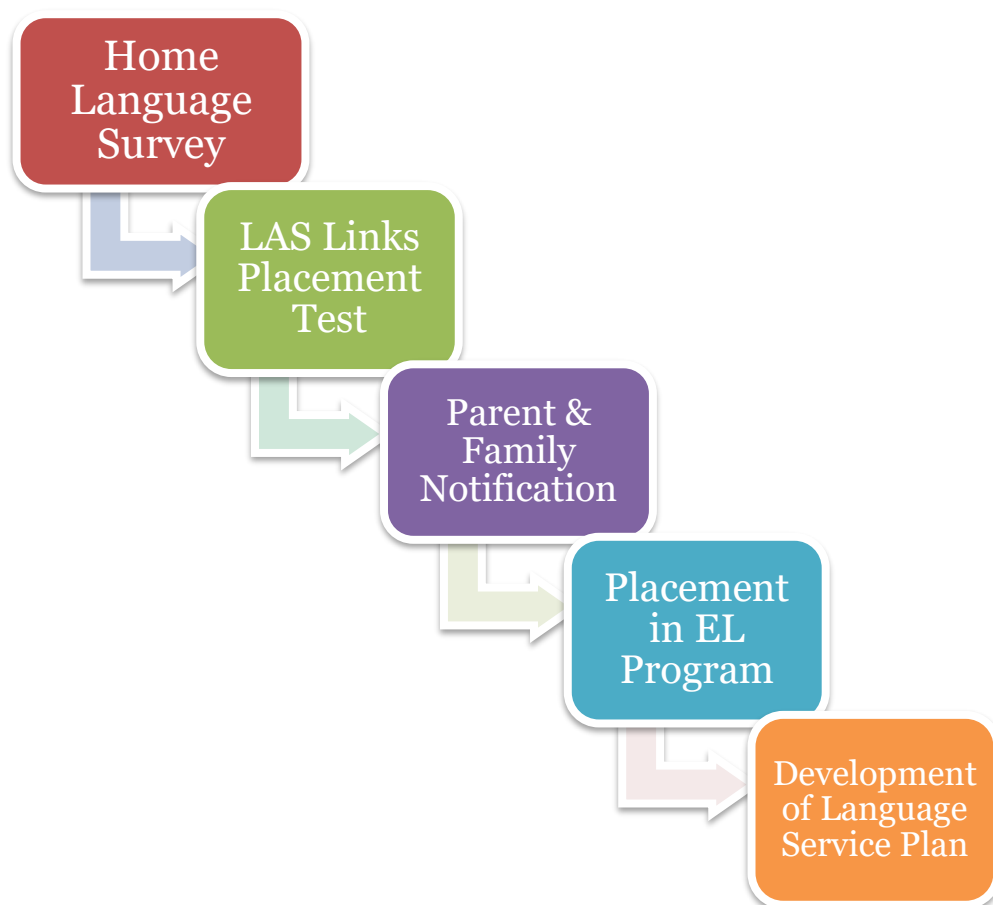 Home
Language
Survey
LAS Links
Placement
Test
Parent &
Family
Notification
Placement
in EL
Program
Development
of Language
Service Plan